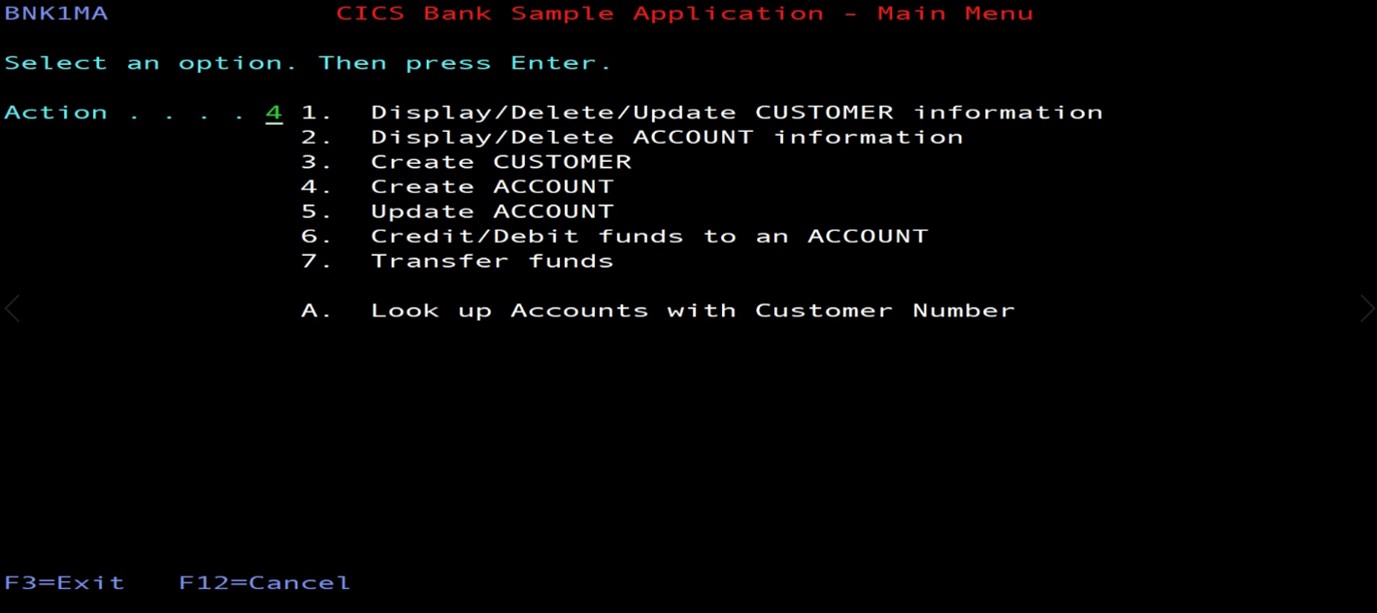 BNK1MA CICS Bank Sample Application - Main Menu
Select an option. Then press Enter.
Action . . . . 4 1. Display/Delete/Update CUSTOMER information
2. Display/Delete ACCOUNT information
3. Create CUSTOMER
4. Create ACCOUNT
5. Update ACCOUNT
6. Credit/Debit funds to an ACCOUNT
7. Transfer funds
A. Look up Accounts with Customer Number
F3=Exit F12=Cancel